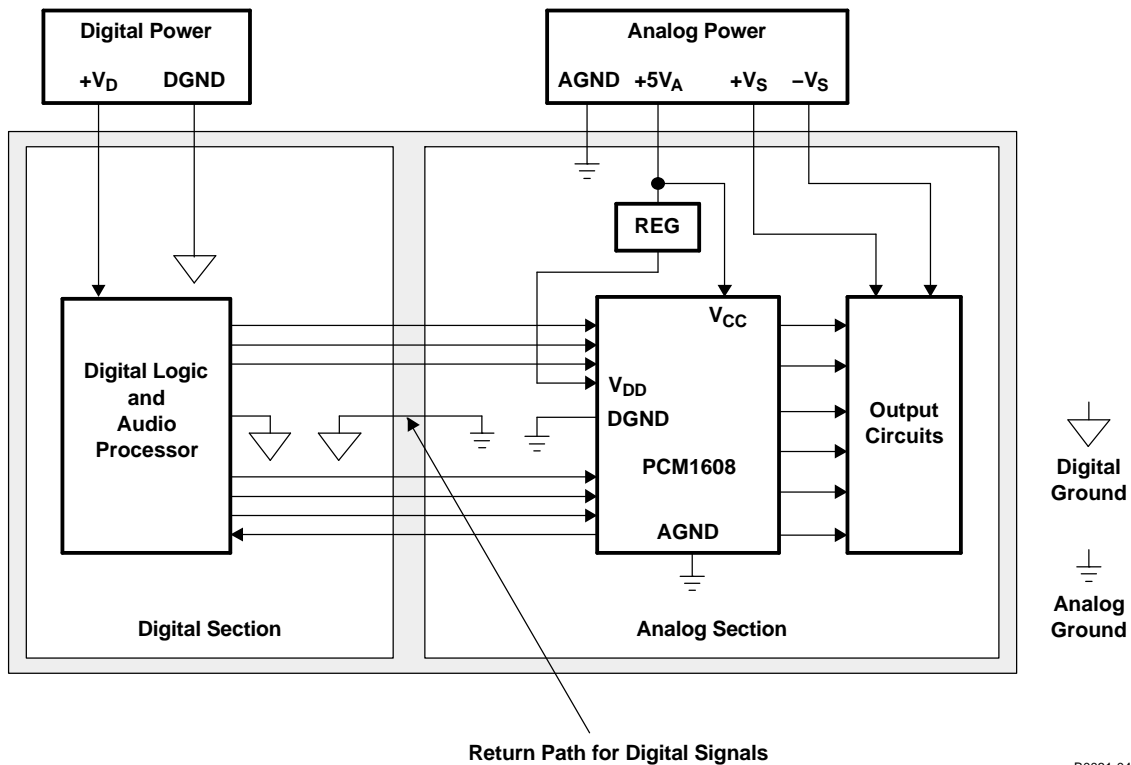 Digital Power
+VD DGND
Analog Power
AGND +5VA +VS –VS
REG
VCC
Digital Logic
and
Audio
Processor
VDD
DGND
PCM1608
AGND
Output
Circuits
Digital
Ground
Analog
Ground
Digital Section
Analog Section
Return Path for Digital Signals